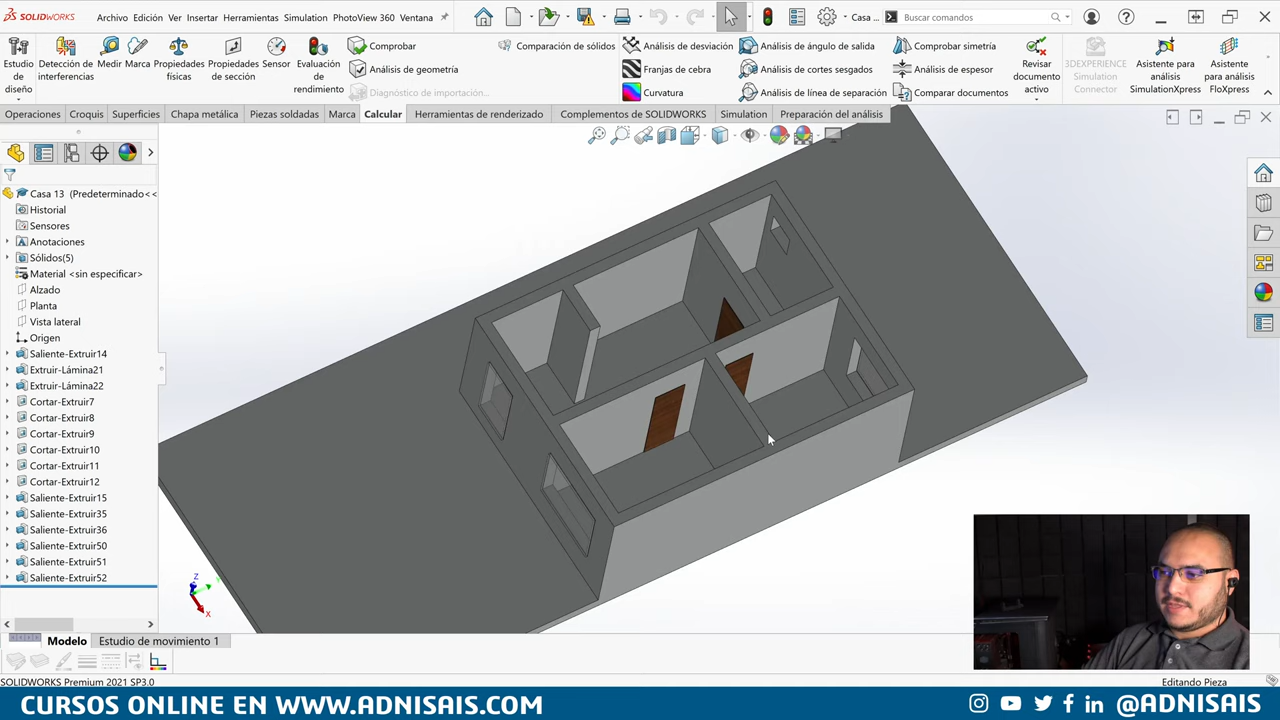 SOLIDWORKS
Archivo Edición Ver Insertar Herramientas Simulation PhotoView 360 Ventana
Casa ...
Buscar comandos
Estudio de diseño
Detección de interferencias
Medir
Marca
Propiedades físicas
Propiedades de sección
Sensor
Evaluación de rendimiento
Comprobar
Análisis de geometría
Diagnóstico de importación...
Comparación de sólidos
Análisis de desviación
Franjas de cebra
Curvatura
Análisis de ángulo de salida
Análisis de cortes sesgados
Análisis de línea de separación
Comprobar simetría
Análisis de espesor
Comparar documentos
Revisar documento activo
3DEXPERIENCE Simulation Connector
Asistente para análisis SimulationXpress
Asistente para análisis FloXpress
Operaciones Croquis Superficies Chapa metálica Piezas soldadas Marca Calcular Herramientas de renderizado Complementos de SOLIDWORKS Simulation Preparación del análisis
Casa 13 (Predeterminado<<
Historial
Sensores
Anotaciones
Sólidos(5)
Material <sin especificar>
Alzado
Planta
Vista lateral
Origen
Saliente-Extruir14
Extruir-Lámina21
Extruir-Lámina22
Cortar-Extruir7
Cortar-Extruir8
Cortar-Extruir9
Cortar-Extruir10
Cortar-Extruir11
Cortar-Extruir12
Saliente-Extruir15
Saliente-Extruir35
Saliente-Extruir36
Saliente-Extruir50
Saliente-Extruir51
Saliente-Extruir52
Z
X
Modelo Estudio de movimiento 1
SOLIDWORKS Premium 2021 SP3.0
Editando Pieza
CURSOS ONLINE EN WWW.ADNISAIS.COM
@ADNISAIS